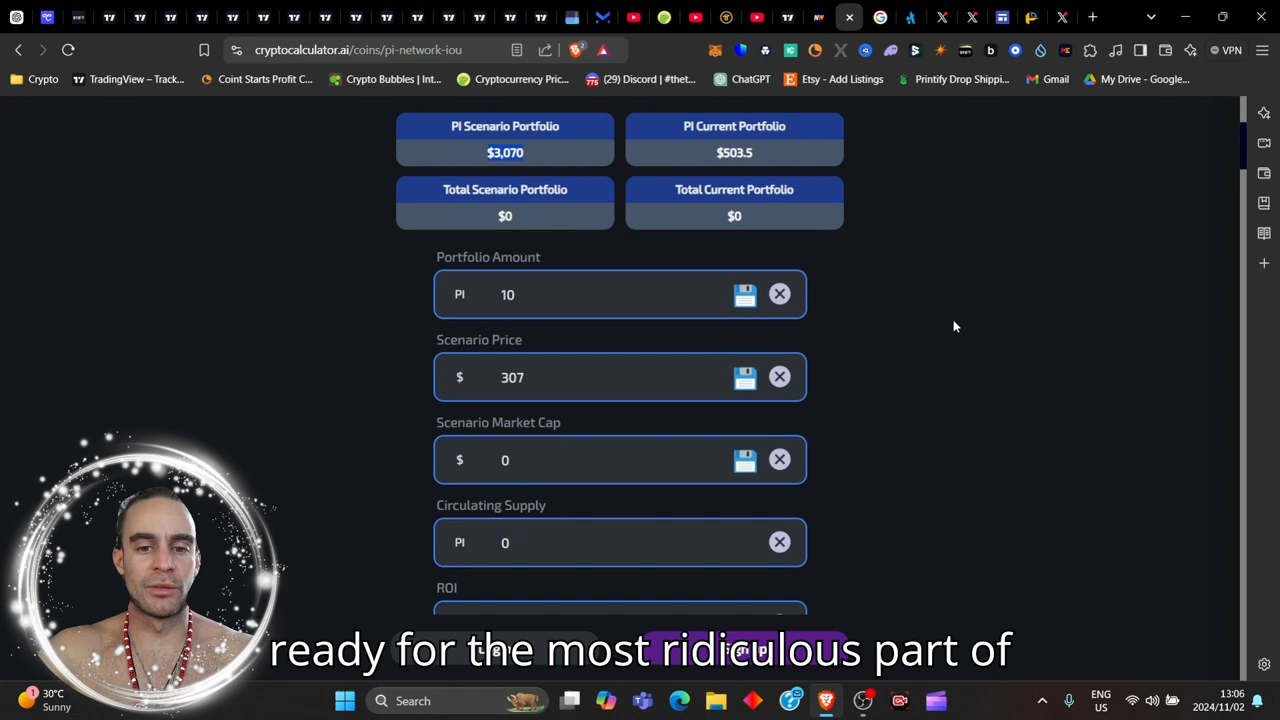 cryptocalculator.ai/coins/pi-network-iou
2
VPN
Crypto
TradingView – Track...
Coint Starts Profit C...
Crypto Bubbles | Int...
Cryptocurrency Pric...
(29) Discord | #thet...
ChatGPT
Etsy - Add Listings
Printify Drop Shippi...
Gmail
My Drive - Google...
PI Scenario Portfolio
$3,070
PI Current Portfolio
$503.5
Total Scenario Portfolio
$0
Total Current Portfolio
$0
Portfolio Amount
PI 10
Scenario Price
$ 307
Scenario Market Cap
$ 0
Circulating Supply
PI 0
ROI
ready for the most ridiculous part of
1
30°C
Sunny
Search
ENG
US
13:06
2024/11/02
2